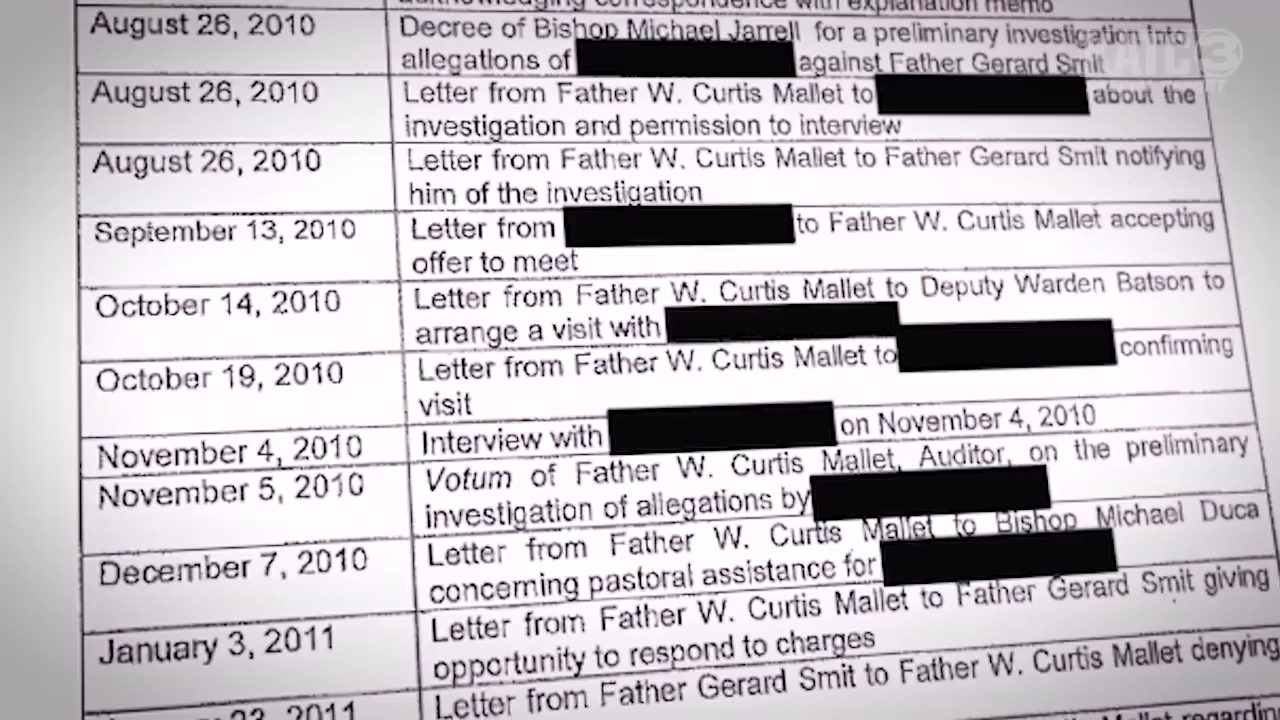 acknowledging correspondence with explanation memo
August 26, 2010
Decree of Bishop Michael Jarrell for a preliminary investigation into
allegations of against Father Gerard Smit
August 26, 2010
Letter from Father W. Curtis Mallet to about the
investigation and permission to interview
August 26, 2010
Letter from Father W. Curtis Mallet to Father Gerard Smit notifying
him of the investigation
September 13, 2010
Letter from to Father W. Curtis Mallet accepting
offer to meet
October 14, 2010
Letter from Father W. Curtis Mallet to Deputy Warden Batson to
arrange a visit with
October 19, 2010
Letter from Father W. Curtis Mallet to confirming
visit
November 4, 2010
Interview with on November 4, 2010
November 5, 2010
Votum of Father W. Curtis Mallet, Auditor, on the preliminary
investigation of allegations by
December 7, 2010
Letter from Father W. Curtis Mallet to Bishop Michael Duca
concerning pastoral assistance for
January 3, 2011
Letter from Father W. Curtis Mallet to Father Gerard Smit giving
opportunity to respond to charges
23, 2011
Letter from Father Gerard Smit to Father W. Curtis Mallet denying
Mallet regarding
KATC3